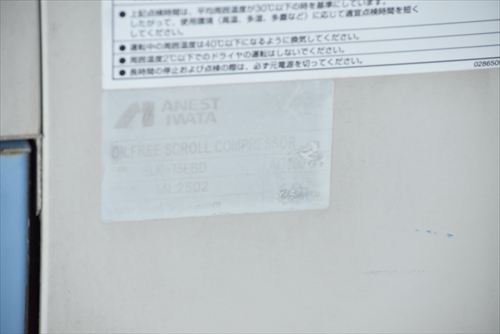 ●上記点検時間は、平均周囲温度が30℃以下の時を基準にしています。
したがって、使用環境（高温、多湿、多塵など）に応じて適宜点検時間を短く
してください。
●運転中の周囲温度は40℃以下になるように換気してください。
●周囲温度2℃以下でのドライヤの運転はしないでください。
●長時間の停止および点検の際は、必ず元電源を切ってください。
0286509
ANEST
IWATA
OILFREE SCROLL COMPRESSOR